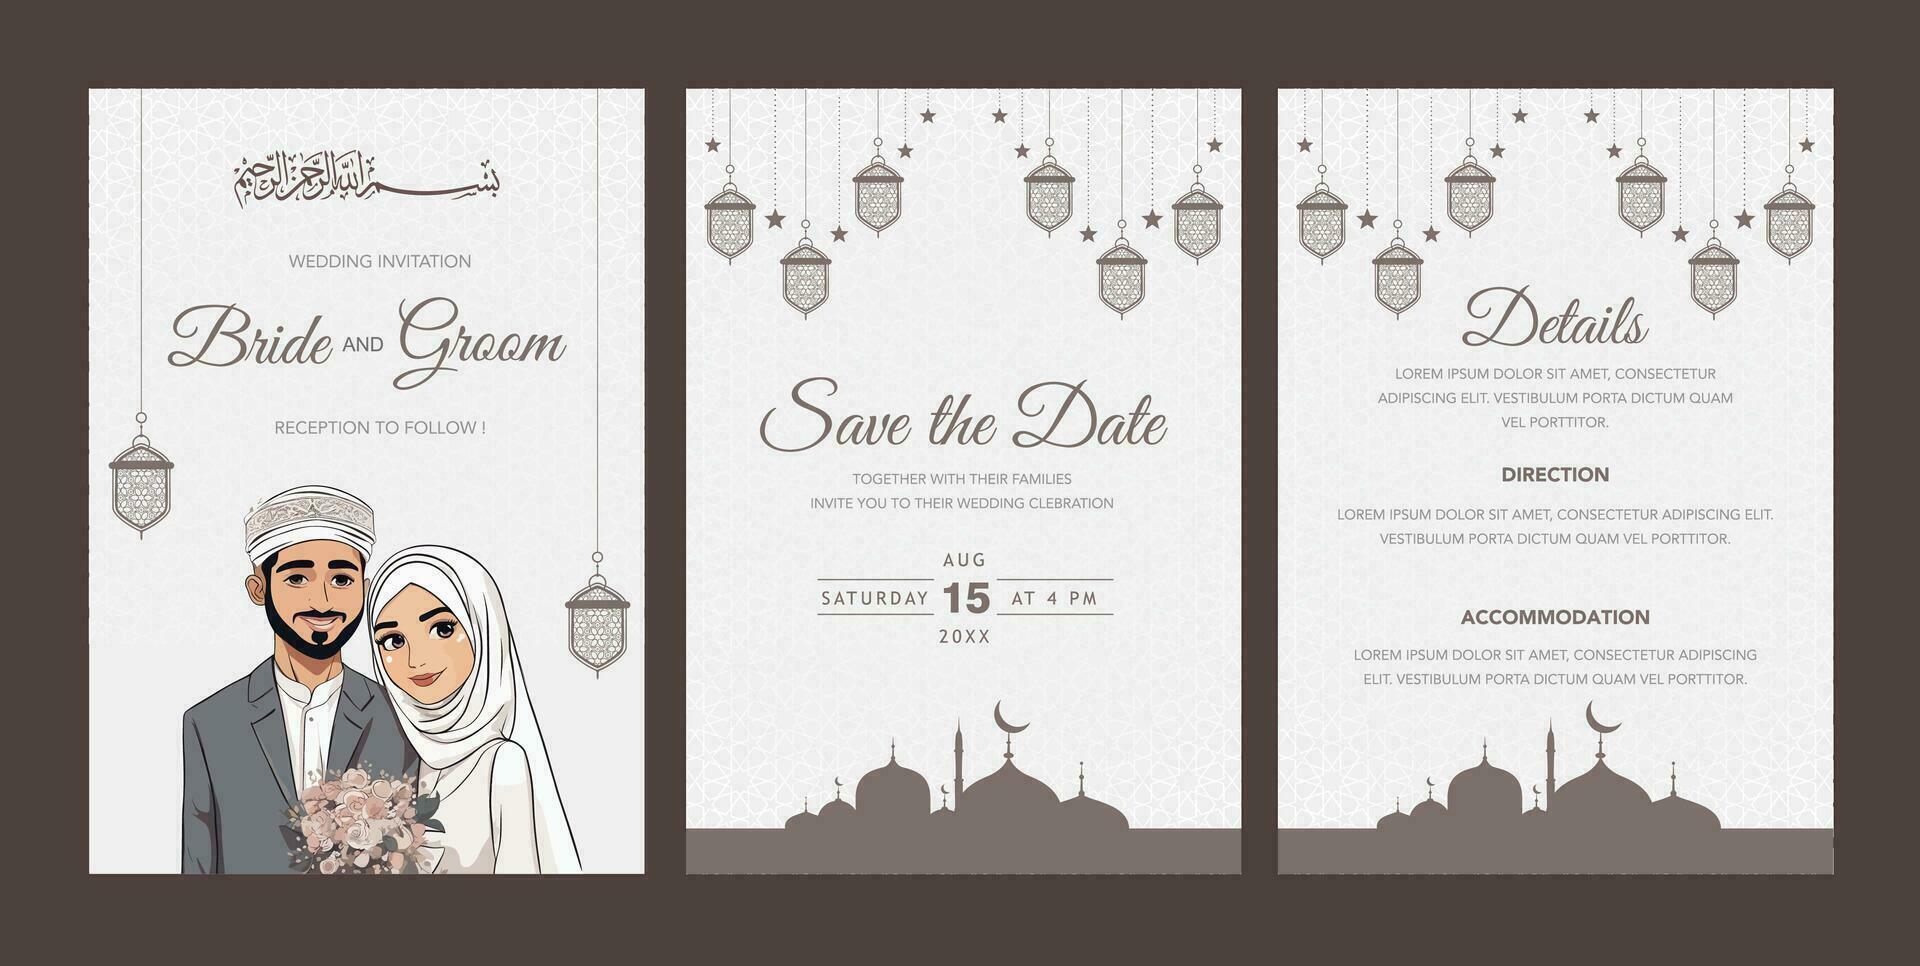 بسم الله الرحمن الرحيم
WEDDING INVITATION
Bride AND Groom
RECEPTION TO FOLLOW !
Save the Date
TOGETHER WITH THEIR FAMILIES
INVITE YOU TO THEIR WEDDING CLEBRATION
AUG
SATURDAY 15 AT 4 PM
20XX
Details
LOREM IPSUM DOLOR SIT AMET, CONSECTETUR
ADIPISCING ELIT. VESTIBULUM PORTA DICTUM QUAM
VEL PORTTITOR.
DIRECTION
LOREM IPSUM DOLOR SIT AMET, CONSECTETUR ADIPISCING ELIT.
VESTIBULUM PORTA DICTUM QUAM VEL PORTTITOR.
ACCOMMODATION
LOREM IPSUM DOLOR SIT AMET, CONSECTETUR ADIPISCING
ELIT. VESTIBULUM PORTA DICTUM QUAM VEL PORTTITOR.